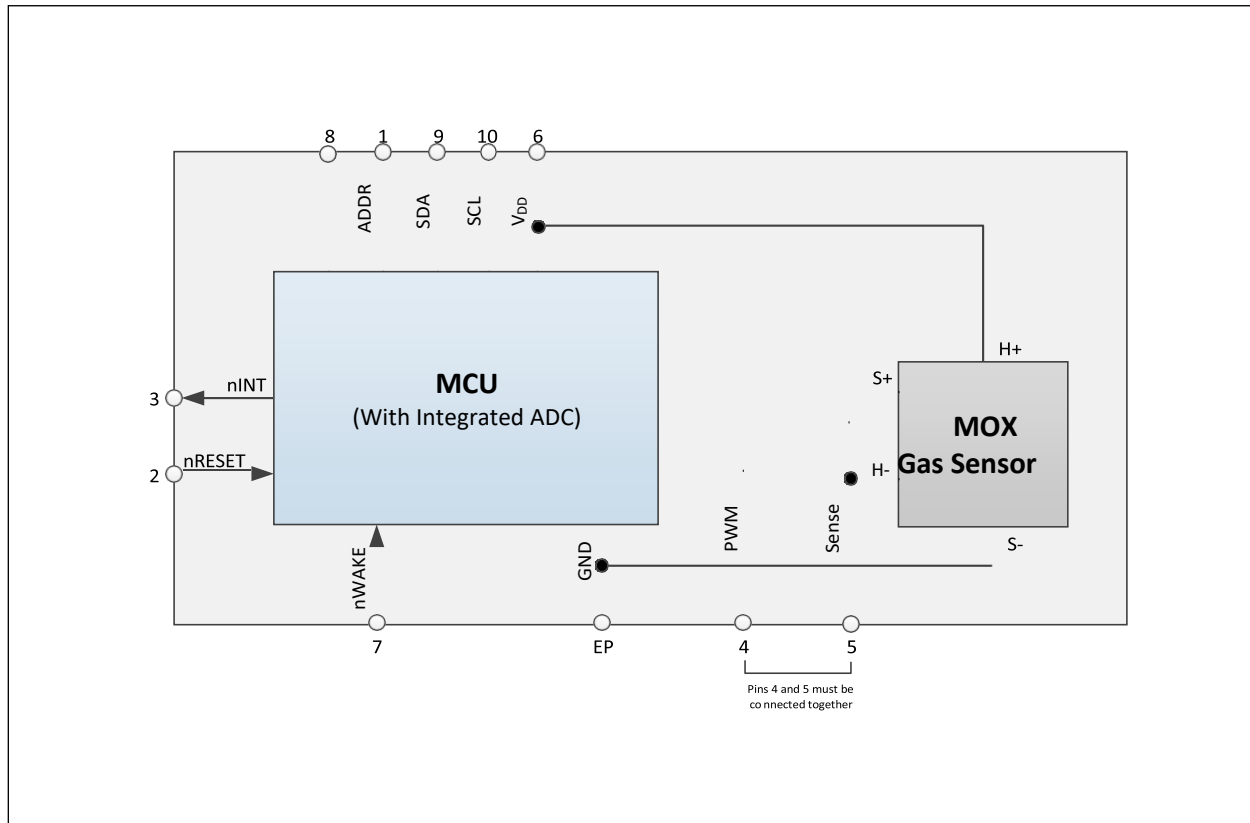 8 1 9 10 6
ADDR
SDA
SCL
VDD
H+
MCU
(With Integrated ADC)
S+
MOX
Gas Sensor
H-
S-
3
nINT
2
nRESET
nWAKE
GND
PWM
Sense
7
EP
4
5
Pins 4 and 5 must be
co nnected together